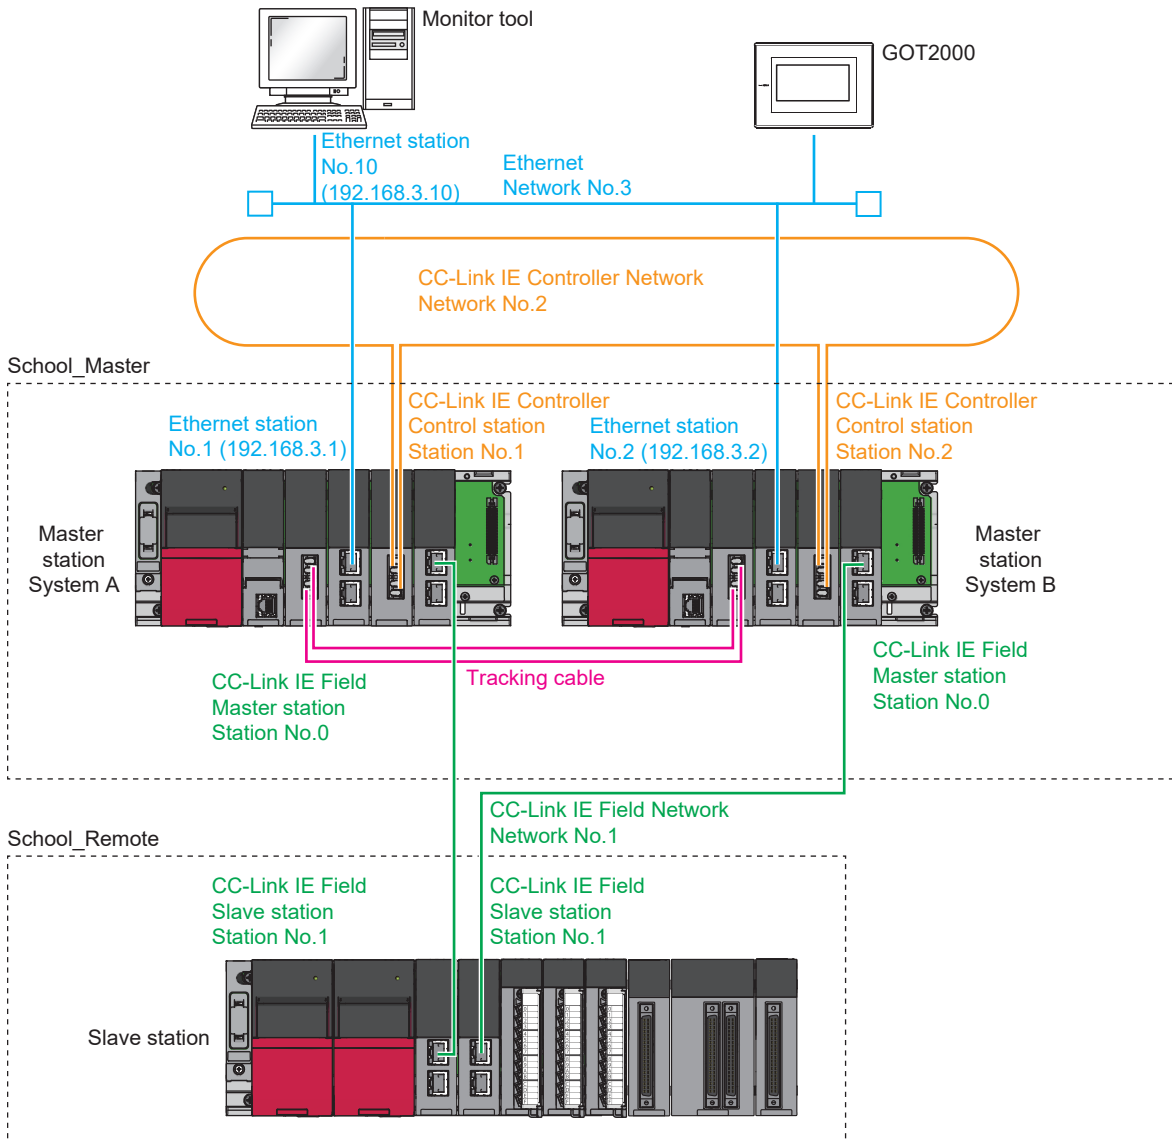 Monitor tool
GOT2000
Ethernet station
No.10
(192.168.3.10)
Ethernet
Network No.3
CC-Link IE Controller Network
Network No.2
School_Master
Ethernet station
No.1 (192.168.3.1)
CC-Link IE Controller
Control station
Station No.1
Ethernet station
No.2 (192.168.3.2)
CC-Link IE Controller
Control station
Station No.2
Master
station
System A
Master
station
System B
Tracking cable
CC-Link IE Field
Master station
Station No.0
CC-Link IE Field
Master station
Station No.0
CC-Link IE Field Network
Network No.1
School_Remote
CC-Link IE Field
Slave station
Station No.1
CC-Link IE Field
Slave station
Station No.1
Slave station